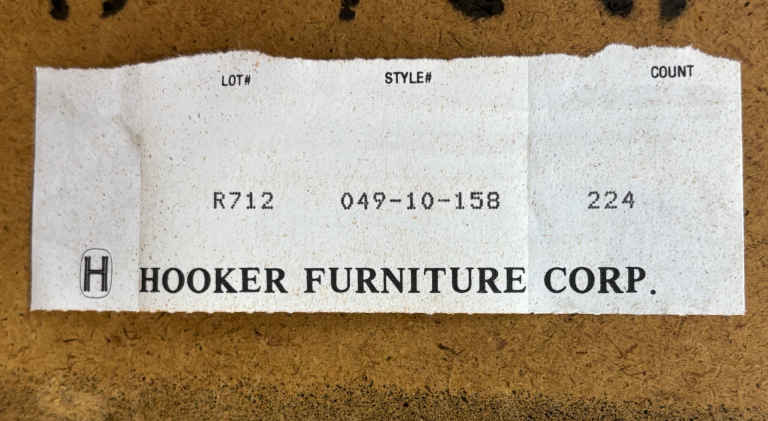 LOT# STYLE# COUNT
R712 049-10-158 224
H HOOKER FURNITURE CORP.